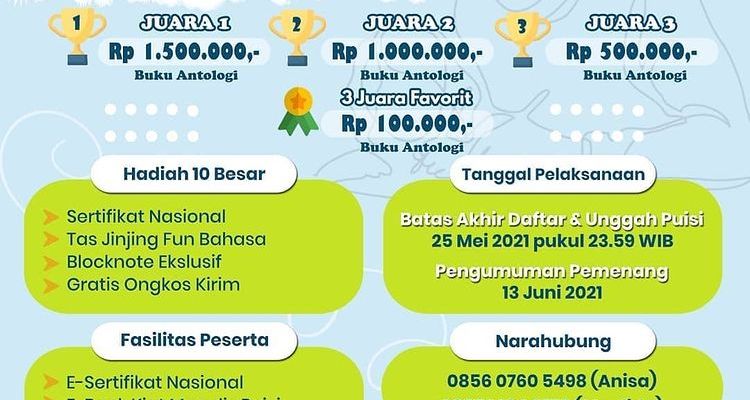 1 JUARA 1
Rp 1.500.000,-
Buku Antologi
2 JUARA 2
Rp 1.000.000,-
Buku Antologi
3 JUARA 3
Rp 500.000,-
Buku Antologi
3 Juara Favorit
Rp 100.000,-
Buku Antologi
Hadiah 10 Besar
Sertifikat Nasional
Tas Jinjing Fun Bahasa
Blocknote Ekslusif
Gratis Ongkos Kirim
Tanggal Pelaksanaan
Batas Akhir Daftar & Unggah Puisi
25 Mei 2021 pukul 23.59 WIB
Pengumuman Pemenang
13 Juni 2021
Fasilitas Peserta
E-Sertifikat Nasional
Narahubung
0856 0760 5498 (Anisa)